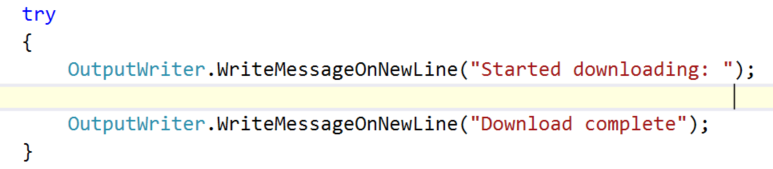 try
{
OutputWriter.WriteMessageOnNewLine("Started downloading: ");
OutputWriter.WriteMessageOnNewLine("Download complete");
}